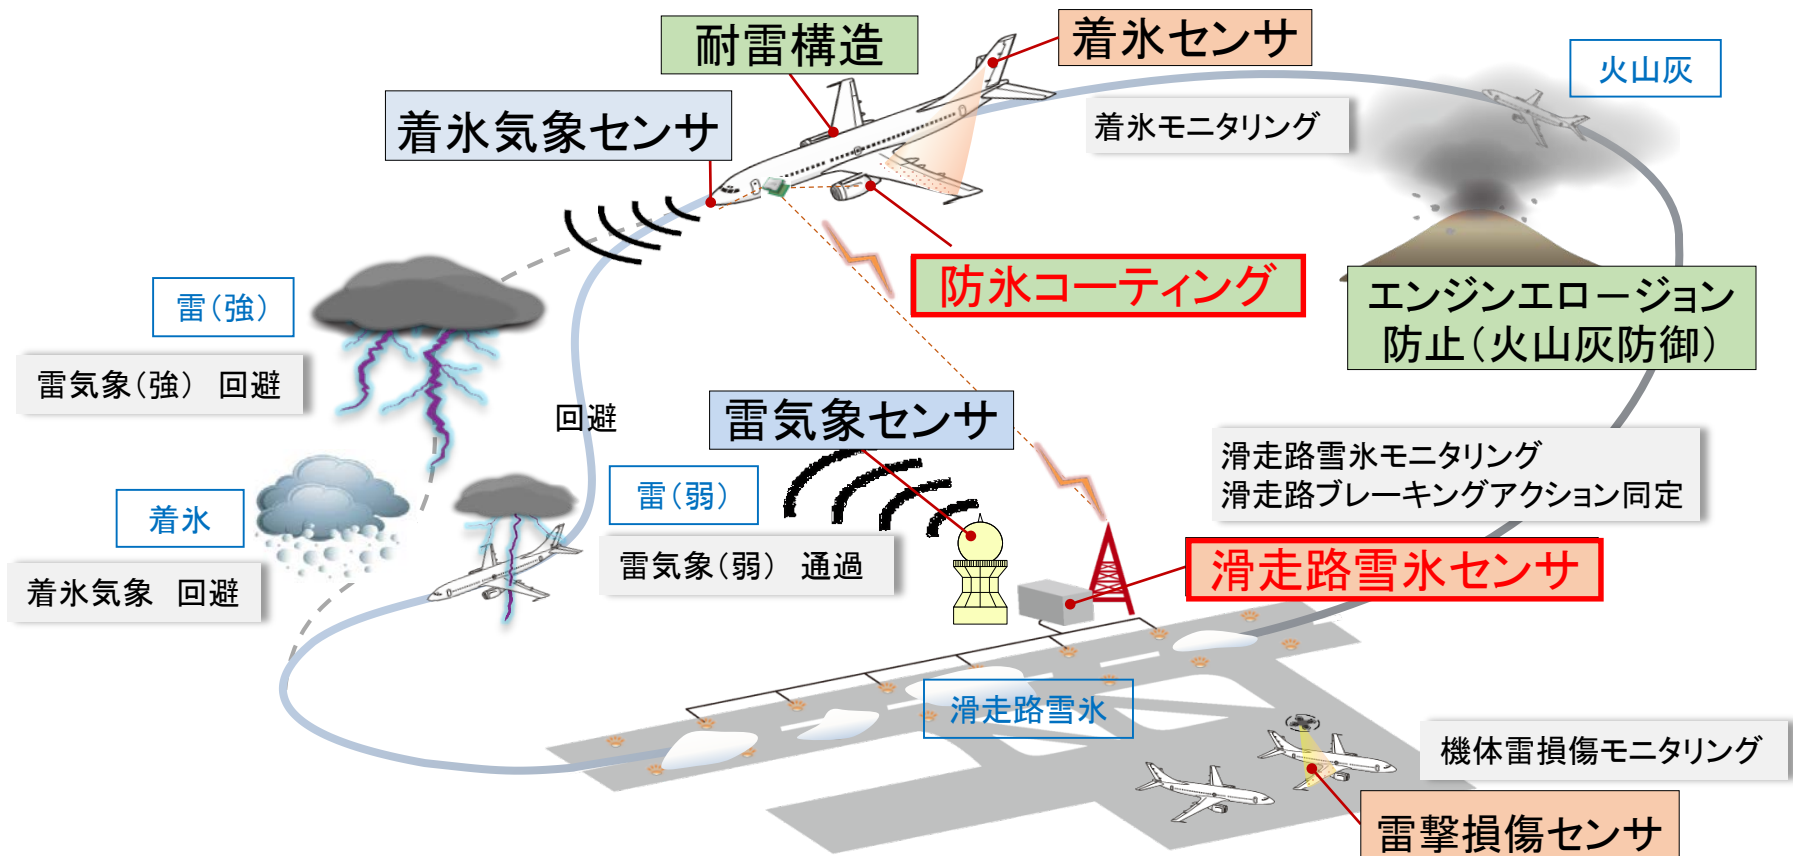 耐雷構造
着氷センサ
火山灰
着氷気象センサ
着氷モニタリング
防氷コーティング
雷(強)
エンジンエロージョン
防止(火山灰防御)
雷気象(強) 回避
回避
雷気象センサ
滑走路雪氷モニタリング
滑走路ブレーキングアクション同定
雷(弱)
着氷
雷気象(弱) 通過
滑走路雪氷センサ
着氷気象 回避
滑走路雪氷
機体雷損傷モニタリング
雷撃損傷センサ